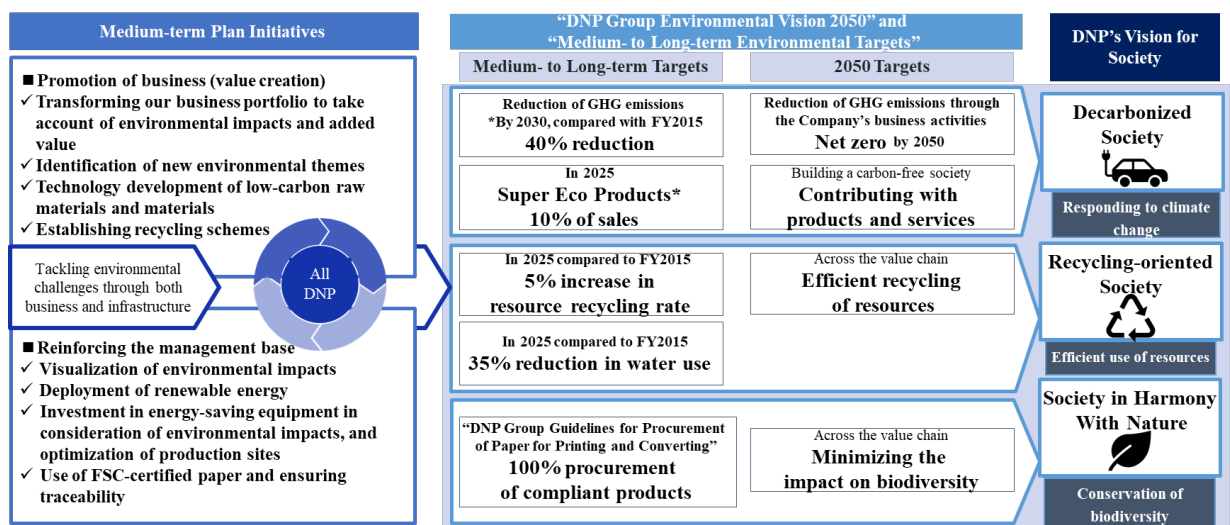 Medium-term Plan Initiatives
■ Promotion of business (value creation)
✓ Transforming our business portfolio to take
account of environmental impacts and added
value
✓ Identification of new environmental themes
✓ Technology development of low-carbon raw
materials and materials
✓ Establishing recycling schemes
Tackling environmental
challenges through both
business and infrastructure
All
DNP
■ Reinforcing the management base
✓ Visualization of environmental impacts
✓ Deployment of renewable energy
✓ Investment in energy-saving equipment in
consideration of environmental impacts, and
optimization of production sites
✓ Use of FSC-certified paper and ensuring
traceability
“DNP Group Environmental Vision 2050” and
“Medium- to Long-term Environmental Targets”
Medium- to Long-term Targets
2050 Targets
Reduction of GHG emissions
*By 2030, compared with FY2015
40% reduction
Reduction of GHG emissions through
the Company’s business activities
Net zero by 2050
In 2025
Super Eco Products*
10% of sales
Building a carbon-free society
Contributing with
products and services
In 2025 compared to FY2015
5% increase in
resource recycling rate
Across the value chain
Efficient recycling
of resources
In 2025 compared to FY2015
35% reduction in water use
“DNP Group Guidelines for Procurement
of Paper for Printing and Converting”
100% procurement
of compliant products
Across the value chain
Minimizing the
impact on biodiversity
DNP’s Vision for
Society
Decarbonized
Society
Responding to climate
change
Recycling-oriented
Society
Efficient use of resources
Society in Harmony
With Nature
Conservation of
biodiversity